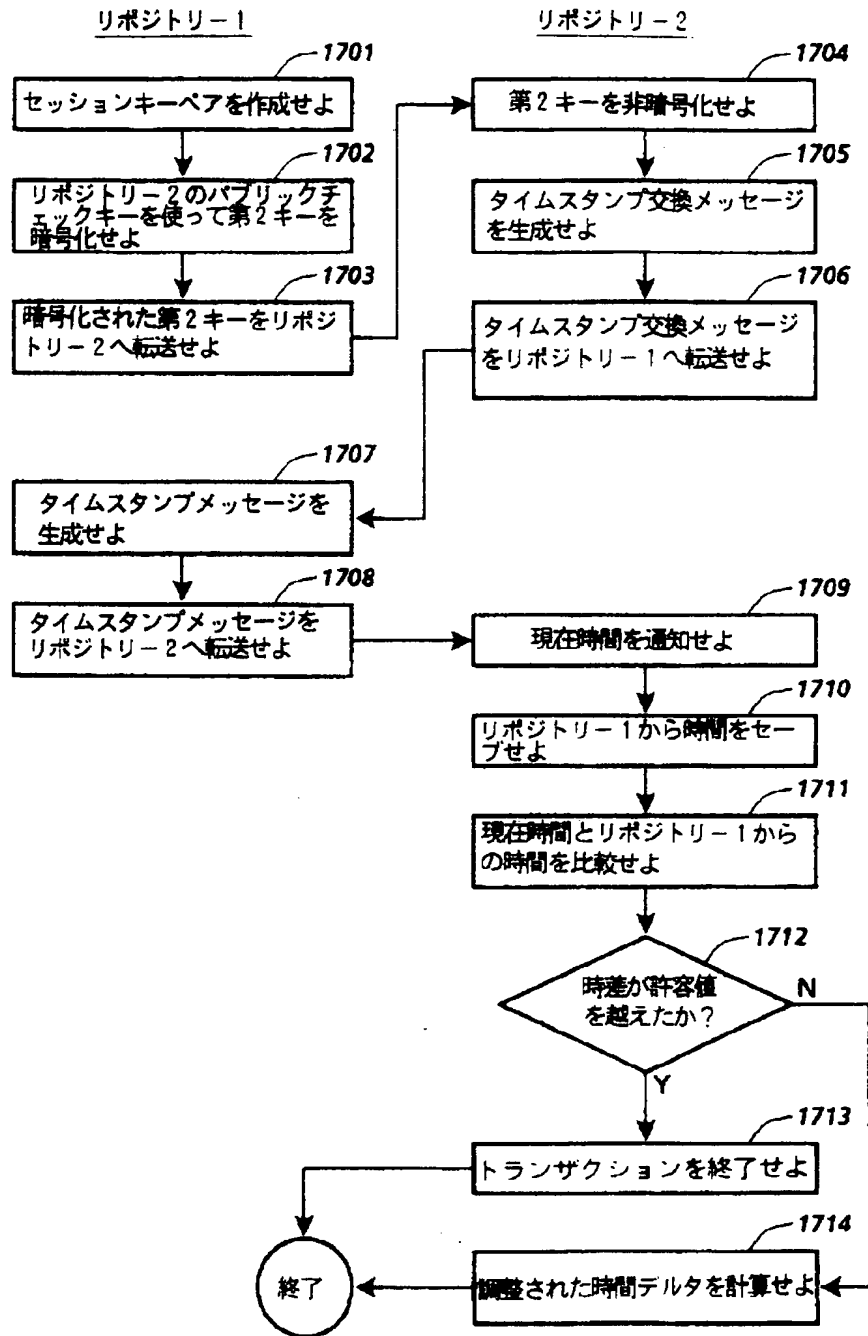 リポジトリー1
リポジトリー2
1701
セッションキーペアを作成せよ
1702
リポジトリー2のパブリックチ
ェックキーを使って第2キーを
暗号化せよ
1703
暗号化された第2キーをリポジ
トリー2へ転送せよ
1704
第2キーを非暗号化せよ
1705
タイムスタンプ交換メッセージ
を生成せよ
1706
タイムスタンプ交換メッセージ
をリポジトリー1へ転送せよ
1707
タイムスタンプメッセージを
生成せよ
1708
タイムスタンプメッセージを
リポジトリー2へ転送せよ
1709
現在時間を通知せよ
1710
リポジトリー1から時間をセー
ブせよ
1711
現在時間とリポジトリー1から
の時間を比較せよ
1712
時差が許容値
を越えたか?
N
Y
1713
トランザクションを終了せよ
1714
調整された時間デルタを計算せよ
終了